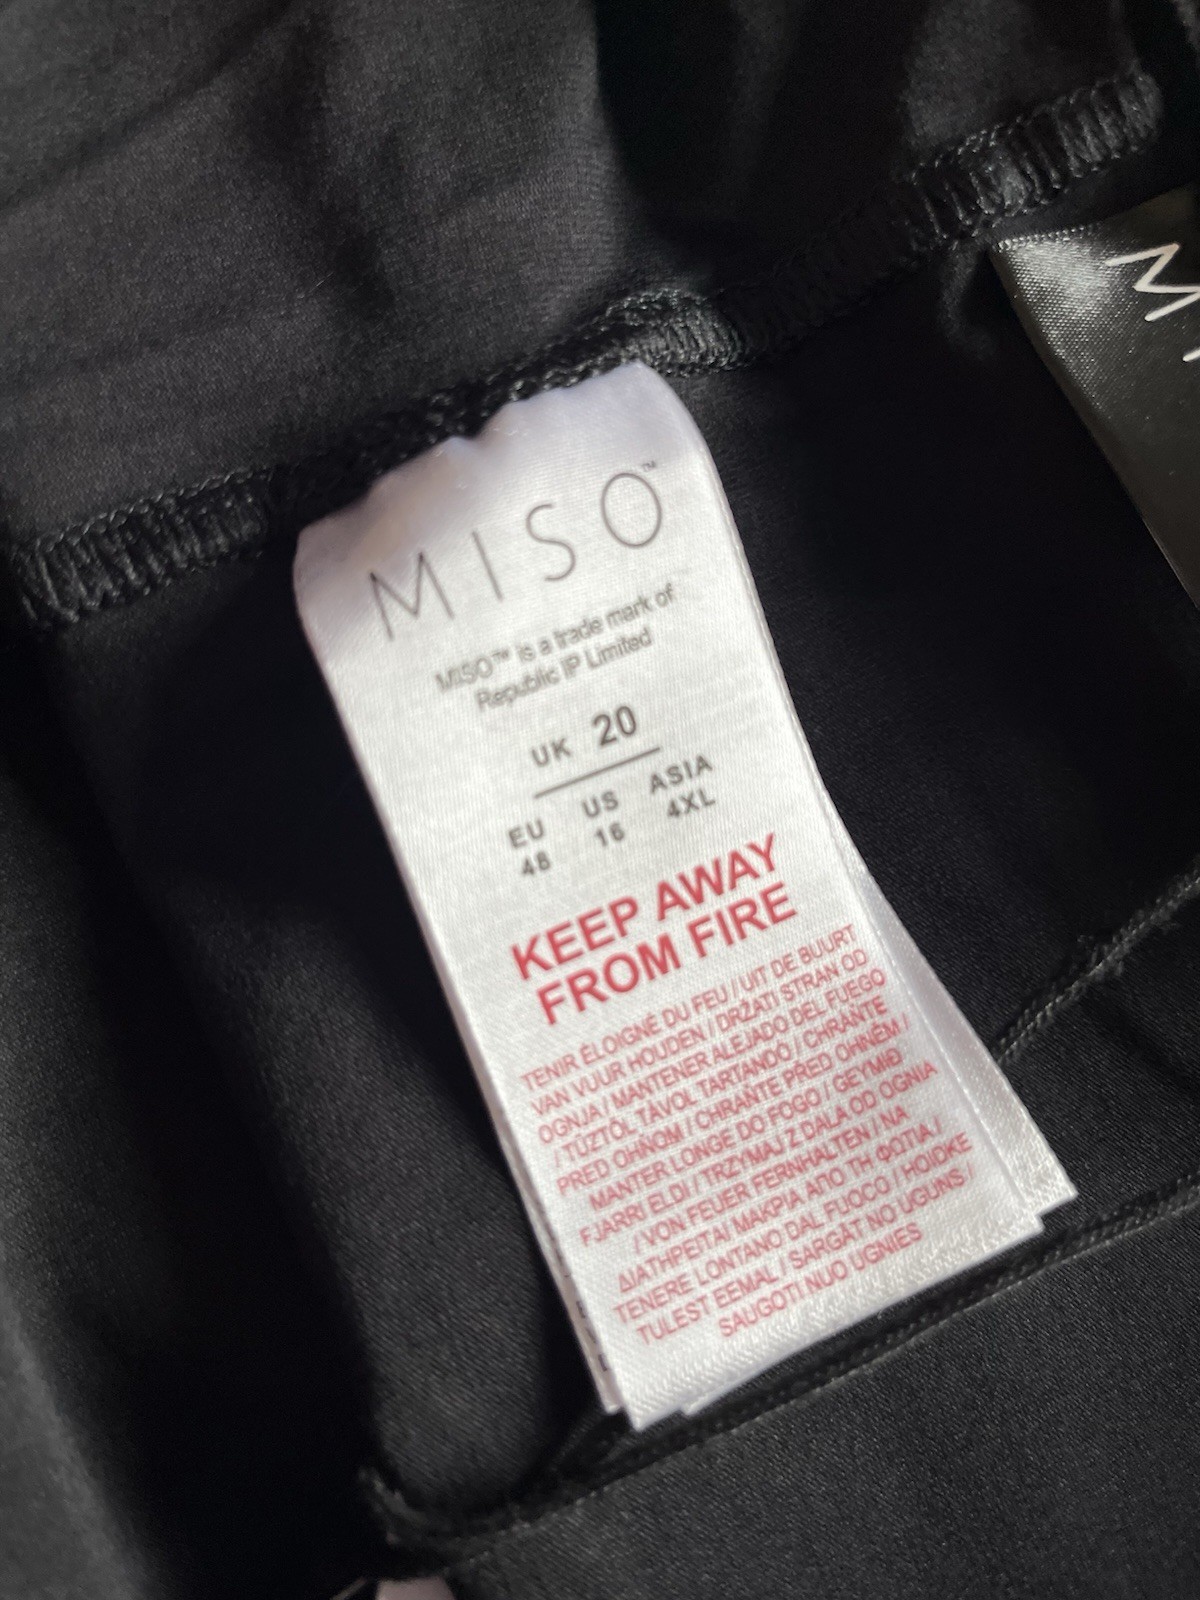 MISO™
MISO™ is a trade mark of
Republic IP Limited
UK 20
EU US ASIA
48 16 4XL
KEEP AWAY
FROM FIRE
TENIR ÉLOIGNÉ DU FEU / UIT DE BUURT
VAN VUUR HOUDEN / DRŽATI STRAN OD
OGNJA / MANTENER ALEJADO DEL FUEGO
/ TŰZTŐL TÁVOL TARTANDÓ / CHRAŇTE
PŘED OHŇOM / CHRAŇTE PŘED OHNĚM /
MANTER LONGE DO FOGO / GEYMIÐ
FJARRI ELDI / TRZYMAJ Z DALA OD OGNIA
/ VON FEUER FERNHALTEN / ΝΑ
ΔΙΑΤΗΡΕΙΤΑΙ ΜΑΚΡΙΑ ΑΠΟ ΤΗ ΦΩΤΙΑ /
TENERE LONTANO DAL FUOCO / HOIDKE
TULEST EEMAL / SARGĀT NO UGUNS /
SAUGOTI NUO UGNIES